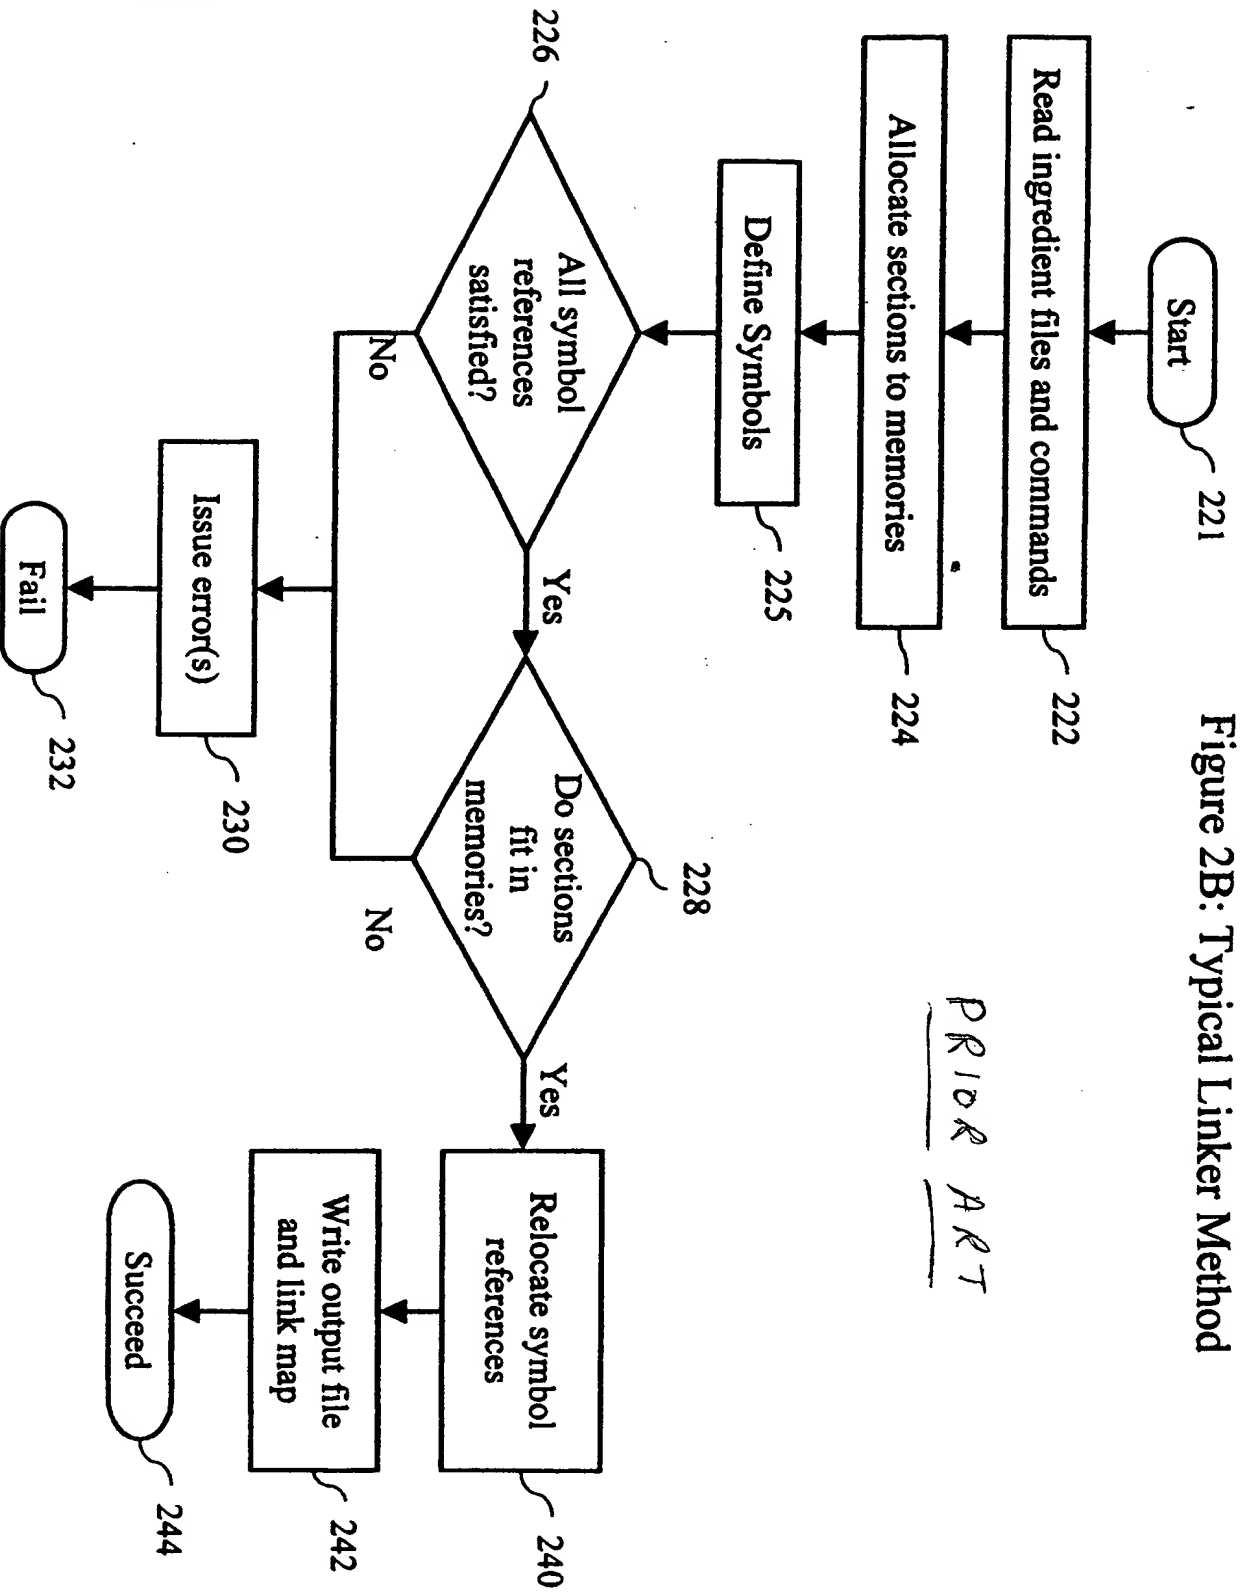 Figure 2B: Typical Linker Method
PRIOR ART
Start
221
Read ingredient files and commands
222
Allocate sections to memories
224
Define Symbols
225
226
All symbol
references
satisfied?
Yes
No
228
Do sections
fit in
memories?
Yes
No
Issue error(s)
230
Fail
232
Relocate symbol
references
240
Write output file
and link map
242
Succeed
244